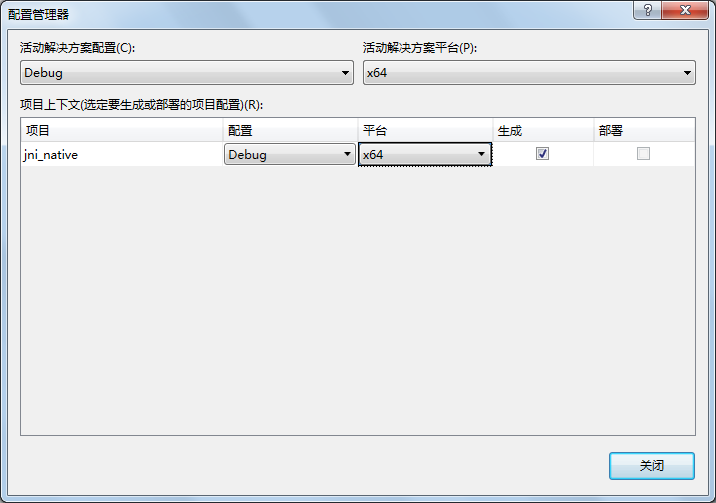 配置管理器
?
活动解决方案配置(C): 活动解决方案平台(P):
Debug x64
项目上下文(选定要生成或部署的项目配置)(R):
项目 配置 平台 生成 部署
jni_native Debug x64
关闭